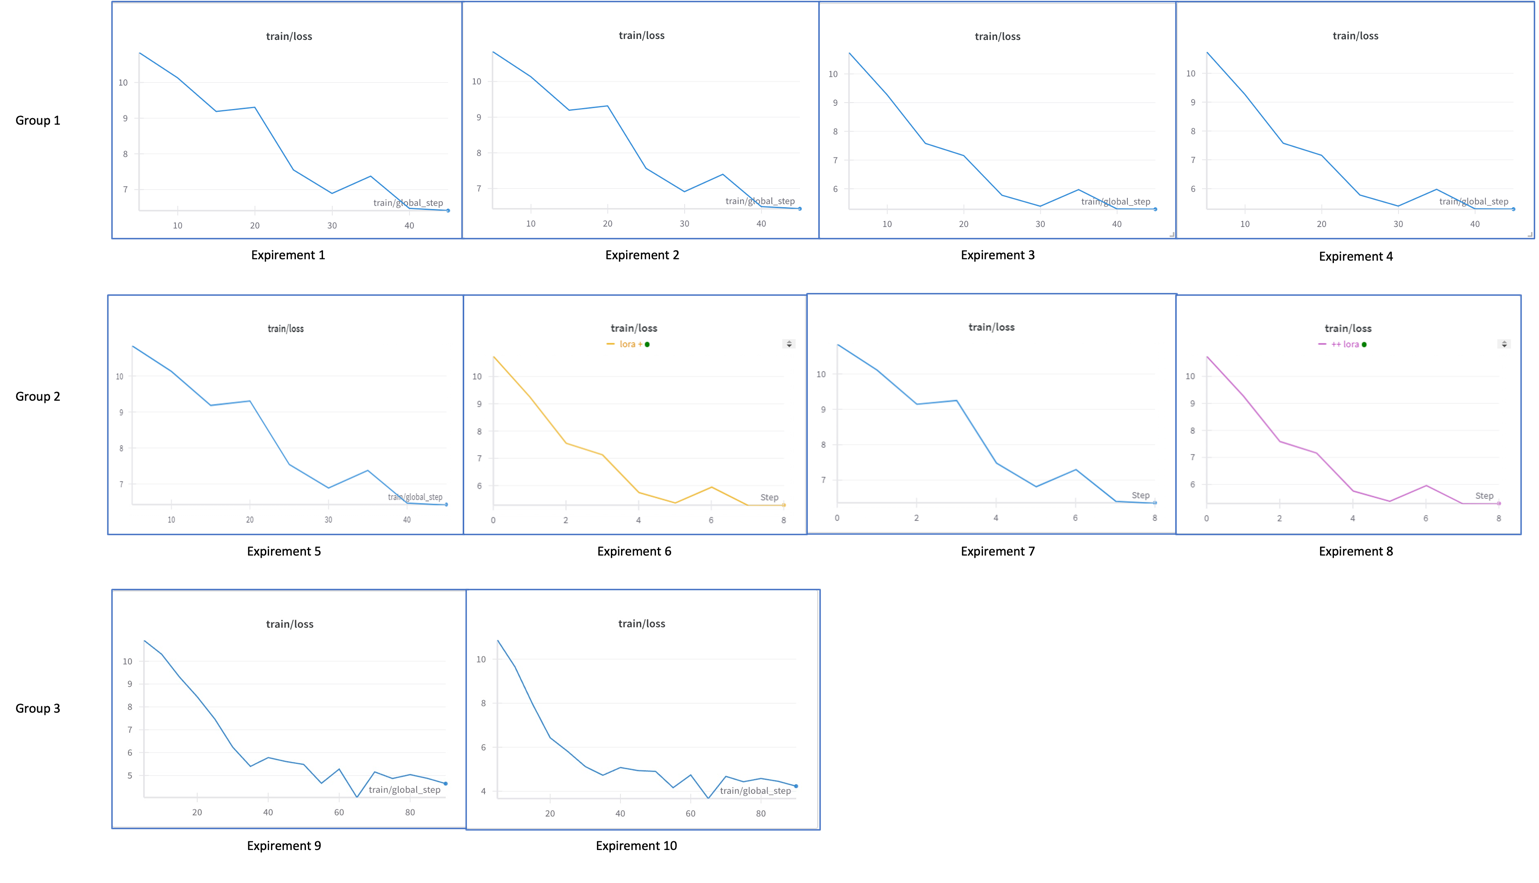 train/loss
10
9
8
7
train/global_step
10 20 30 40
train/loss
10
9
8
7
train/global_step
10 20 30 40
train/loss
10
9
8
7
6
train/global_step
10 20 30 40
train/loss
10
9
8
7
6
train/global_step
10 20 30 40
Group 1
Expirement 1
Expirement 2
Expirement 3
Expirement 4
train/loss
10
9
8
7
train/global_step
10 20 30 40
train/loss
lora +
10
9
8
7
6
Step
0 2 4 6 8
train/loss
10
9
8
7
Step
0 2 4 6 8
train/loss
++ lora
10
9
8
7
6
Step
0 2 4 6 8
Group 2
Expirement 5
Expirement 6
Expirement 7
Expirement 8
train/loss
10
9
8
7
6
5
train/global_step
20 40 60 80
train/loss
10
8
6
4
train/global_step
20 40 60 80
Group 3
Expirement 9
Expirement 10